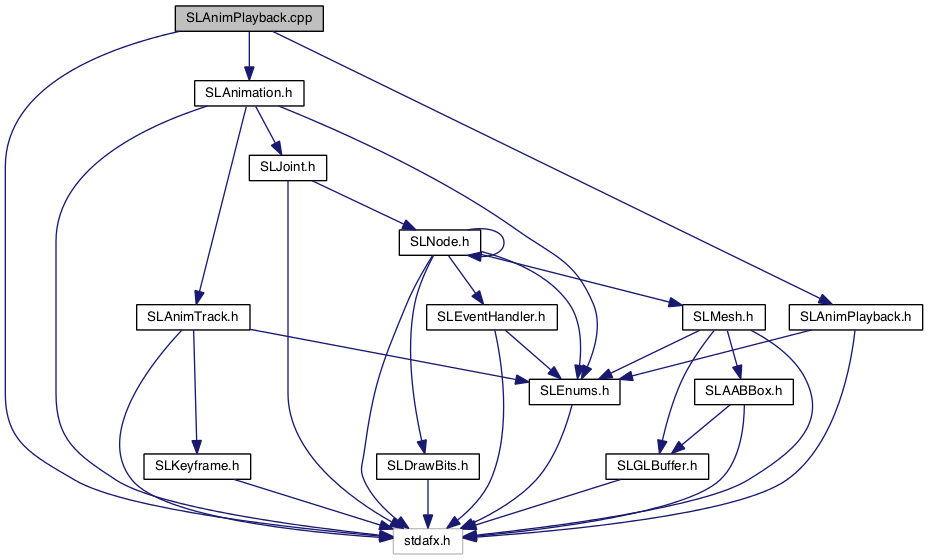 SLAnimPlayback.cpp
SLAnimation.h
SLJoint.h
SLNode.h
SLAnimTrack.h
SLEventHandler.h
SLMesh.h
SLAnimPlayback.h
SLEnums.h
SLAABBox.h
SLKeyframe.h
SLDrawBits.h
SLGLBuffer.h
stdafx.h